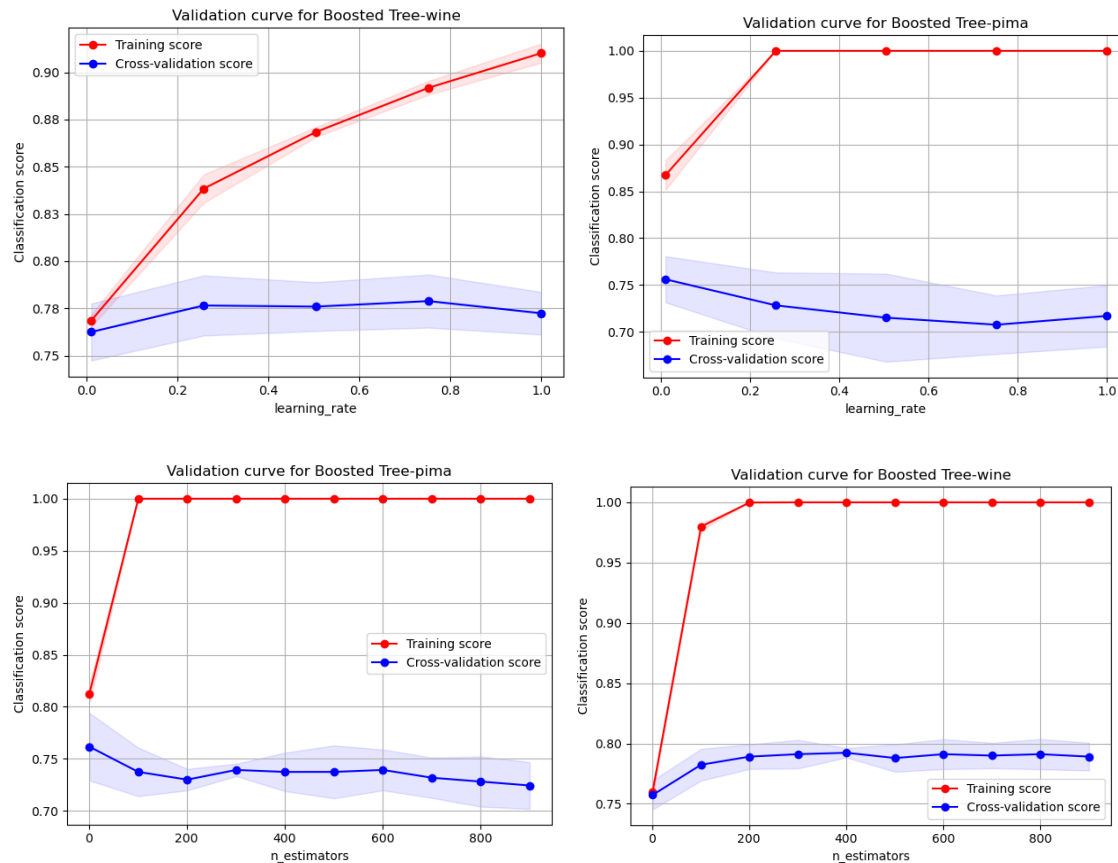 Validation curve for Boosted Tree-wine
Training score
Cross-validation score
Classification score
0.90
0.88
0.85
0.83
0.80
0.78
0.75
0.0 0.2 0.4 0.6 0.8 1.0
learning_rate
Validation curve for Boosted Tree-pima
Classification score
1.00
0.95
0.90
0.85
0.80
0.75
0.70
Training score
Cross-validation score
0.0 0.2 0.4 0.6 0.8 1.0
learning_rate
Validation curve for Boosted Tree-pima
Classification score
1.00
0.95
0.90
0.85
0.80
0.75
0.70
Training score
Cross-validation score
0 200 400 600 800
n_estimators
Validation curve for Boosted Tree-wine
Classification score
1.00
0.95
0.90
0.85
0.80
0.75
Training score
Cross-validation score
0 200 400 600 800
n_estimators